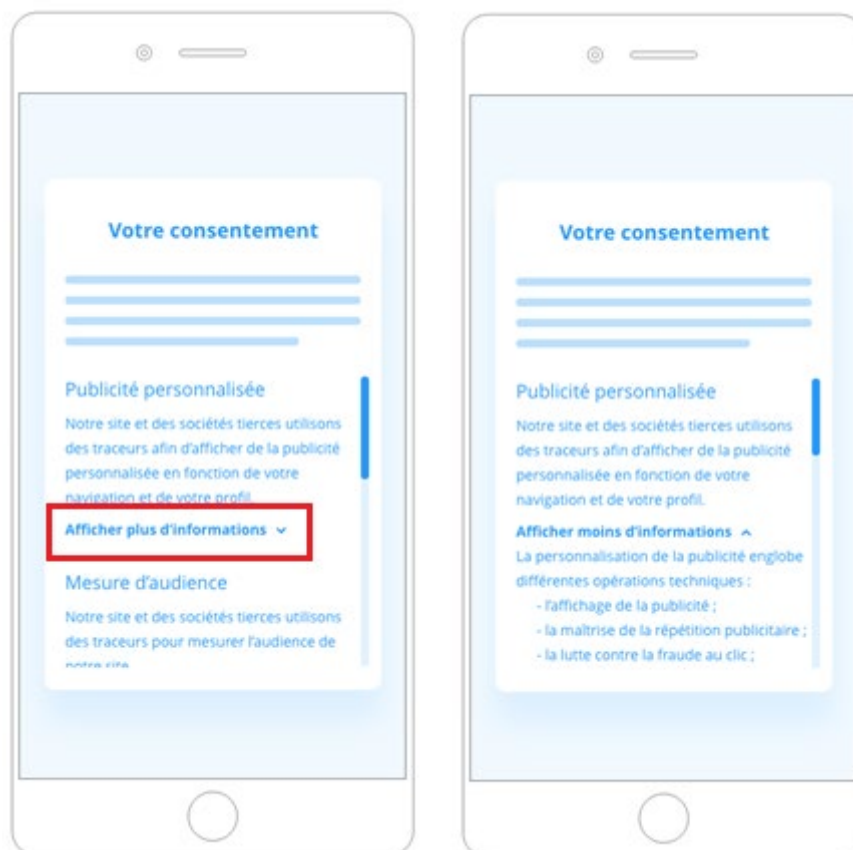 Votre consentement
Publicité personnalisée
Notre site et des sociétés tierces utilisons
des traceurs afin d'afficher de la publicité
personnalisée en fonction de votre
navigation et de votre profil.
Afficher plus d'informations
Mesure d'audience
Notre site et des sociétés tierces utilisons
des traceurs pour mesurer l'audience de
notre site
Votre consentement
Publicité personnalisée
Notre site et des sociétés tierces utilisons
des traceurs afin d'afficher de la publicité
personnalisée en fonction de votre
navigation et de votre profil.
Afficher moins d'informations
La personnalisation de la publicité englobe
différentes opérations techniques :
- l'affichage de la publicité ;
- la maîtrise de la répétition publicitaire ;
- la lutte contre la fraude au clic ;